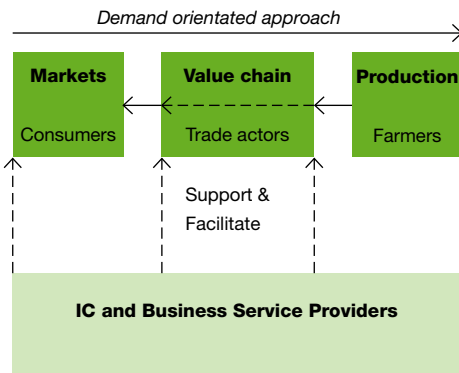 Demand orientated approach
Markets
Consumers
Value chain
Trade actors
Production
Farmers
Support &
Facilitate
IC and Business Service Providers